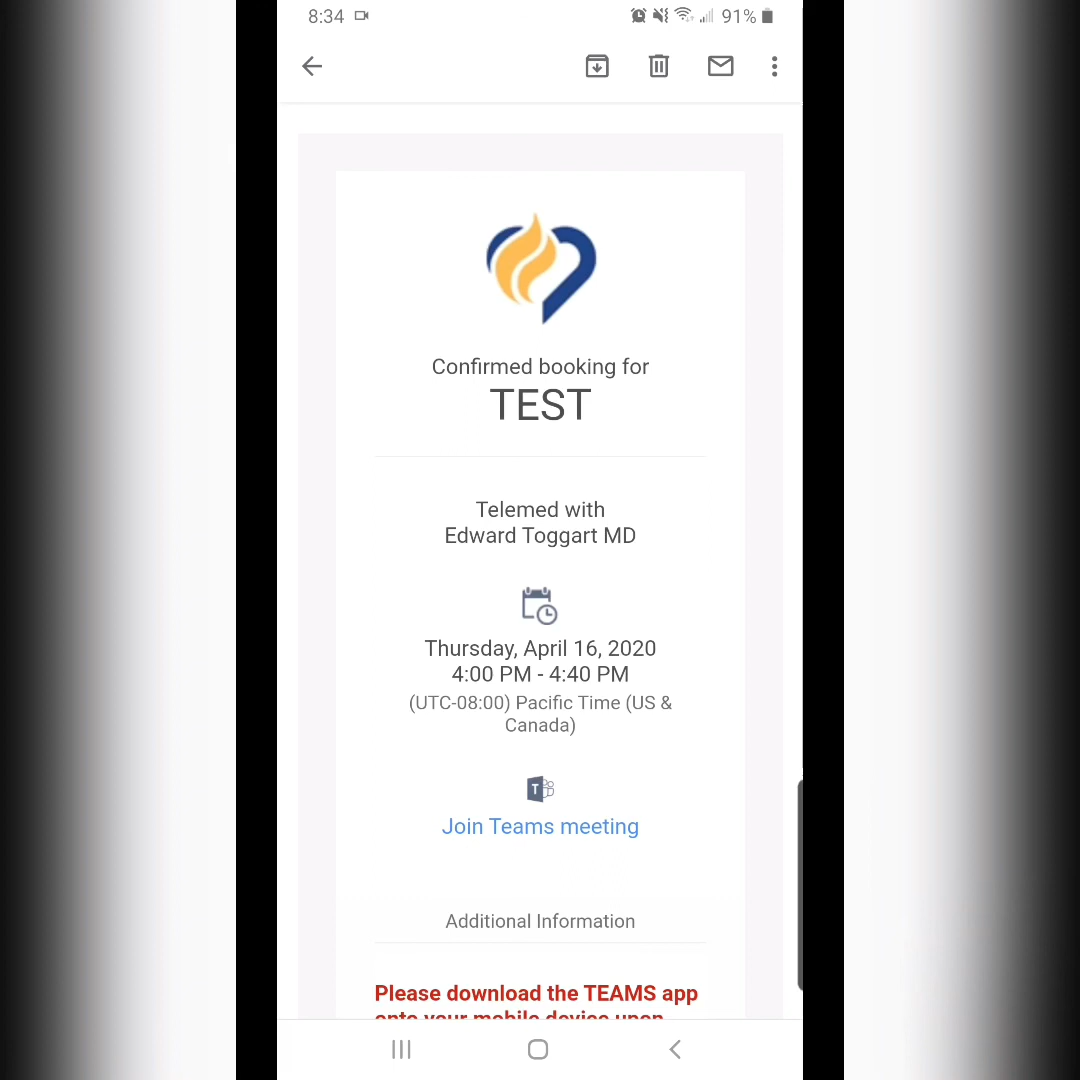 8:34 91%
Confirmed booking for
TEST
Telemed with
Edward Toggart MD
Thursday, April 16, 2020
4:00 PM - 4:40 PM
(UTC-08:00) Pacific Time (US &
Canada)
T
Join Teams meeting
Additional Information
Please download the TEAMS app
onto your mobile device upon